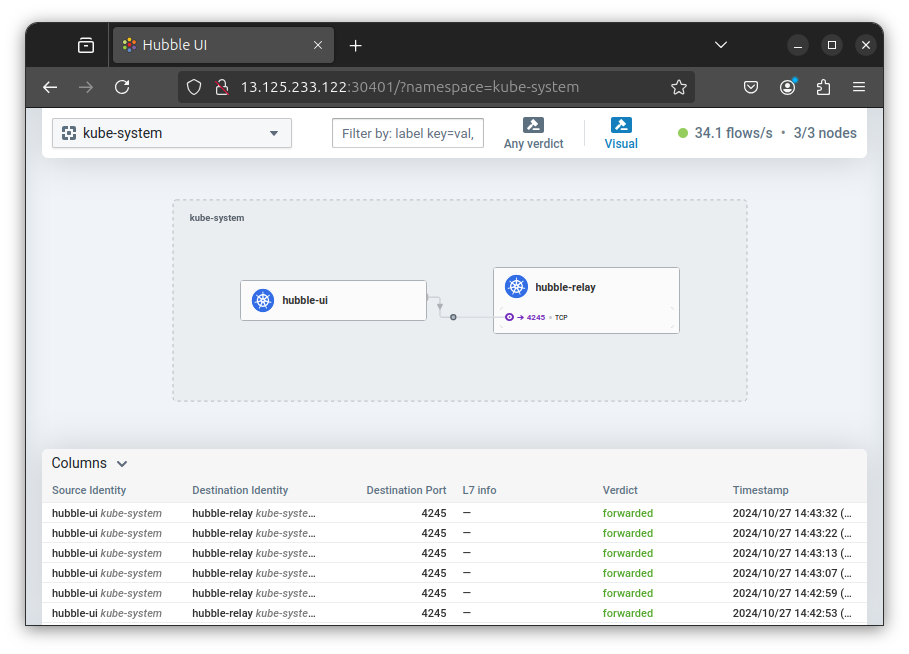 Hubble UI
13.125.233.122:30401/?namespace=kube-system
kube-system
Filter by: label key=val,
Any verdict
Visual
34.1 flows/s • 3/3 nodes
kube-system
hubble-ui
hubble-relay
4245 TCP
Columns
Source Identity Destination Identity Destination Port L7 info Verdict Timestamp
hubble-ui kube-system hubble-relay kube-syste... 4245 — forwarded 2024/10/27 14:43:32 (...
hubble-ui kube-system hubble-relay kube-syste... 4245 — forwarded 2024/10/27 14:43:22 (...
hubble-ui kube-system hubble-relay kube-syste... 4245 — forwarded 2024/10/27 14:43:13 (...
hubble-ui kube-system hubble-relay kube-syste... 4245 — forwarded 2024/10/27 14:43:07 (...
hubble-ui kube-system hubble-relay kube-syste... 4245 — forwarded 2024/10/27 14:42:59 (...
hubble-ui kube-system hubble-relay kube-syste... 4245 — forwarded 2024/10/27 14:42:53 (...